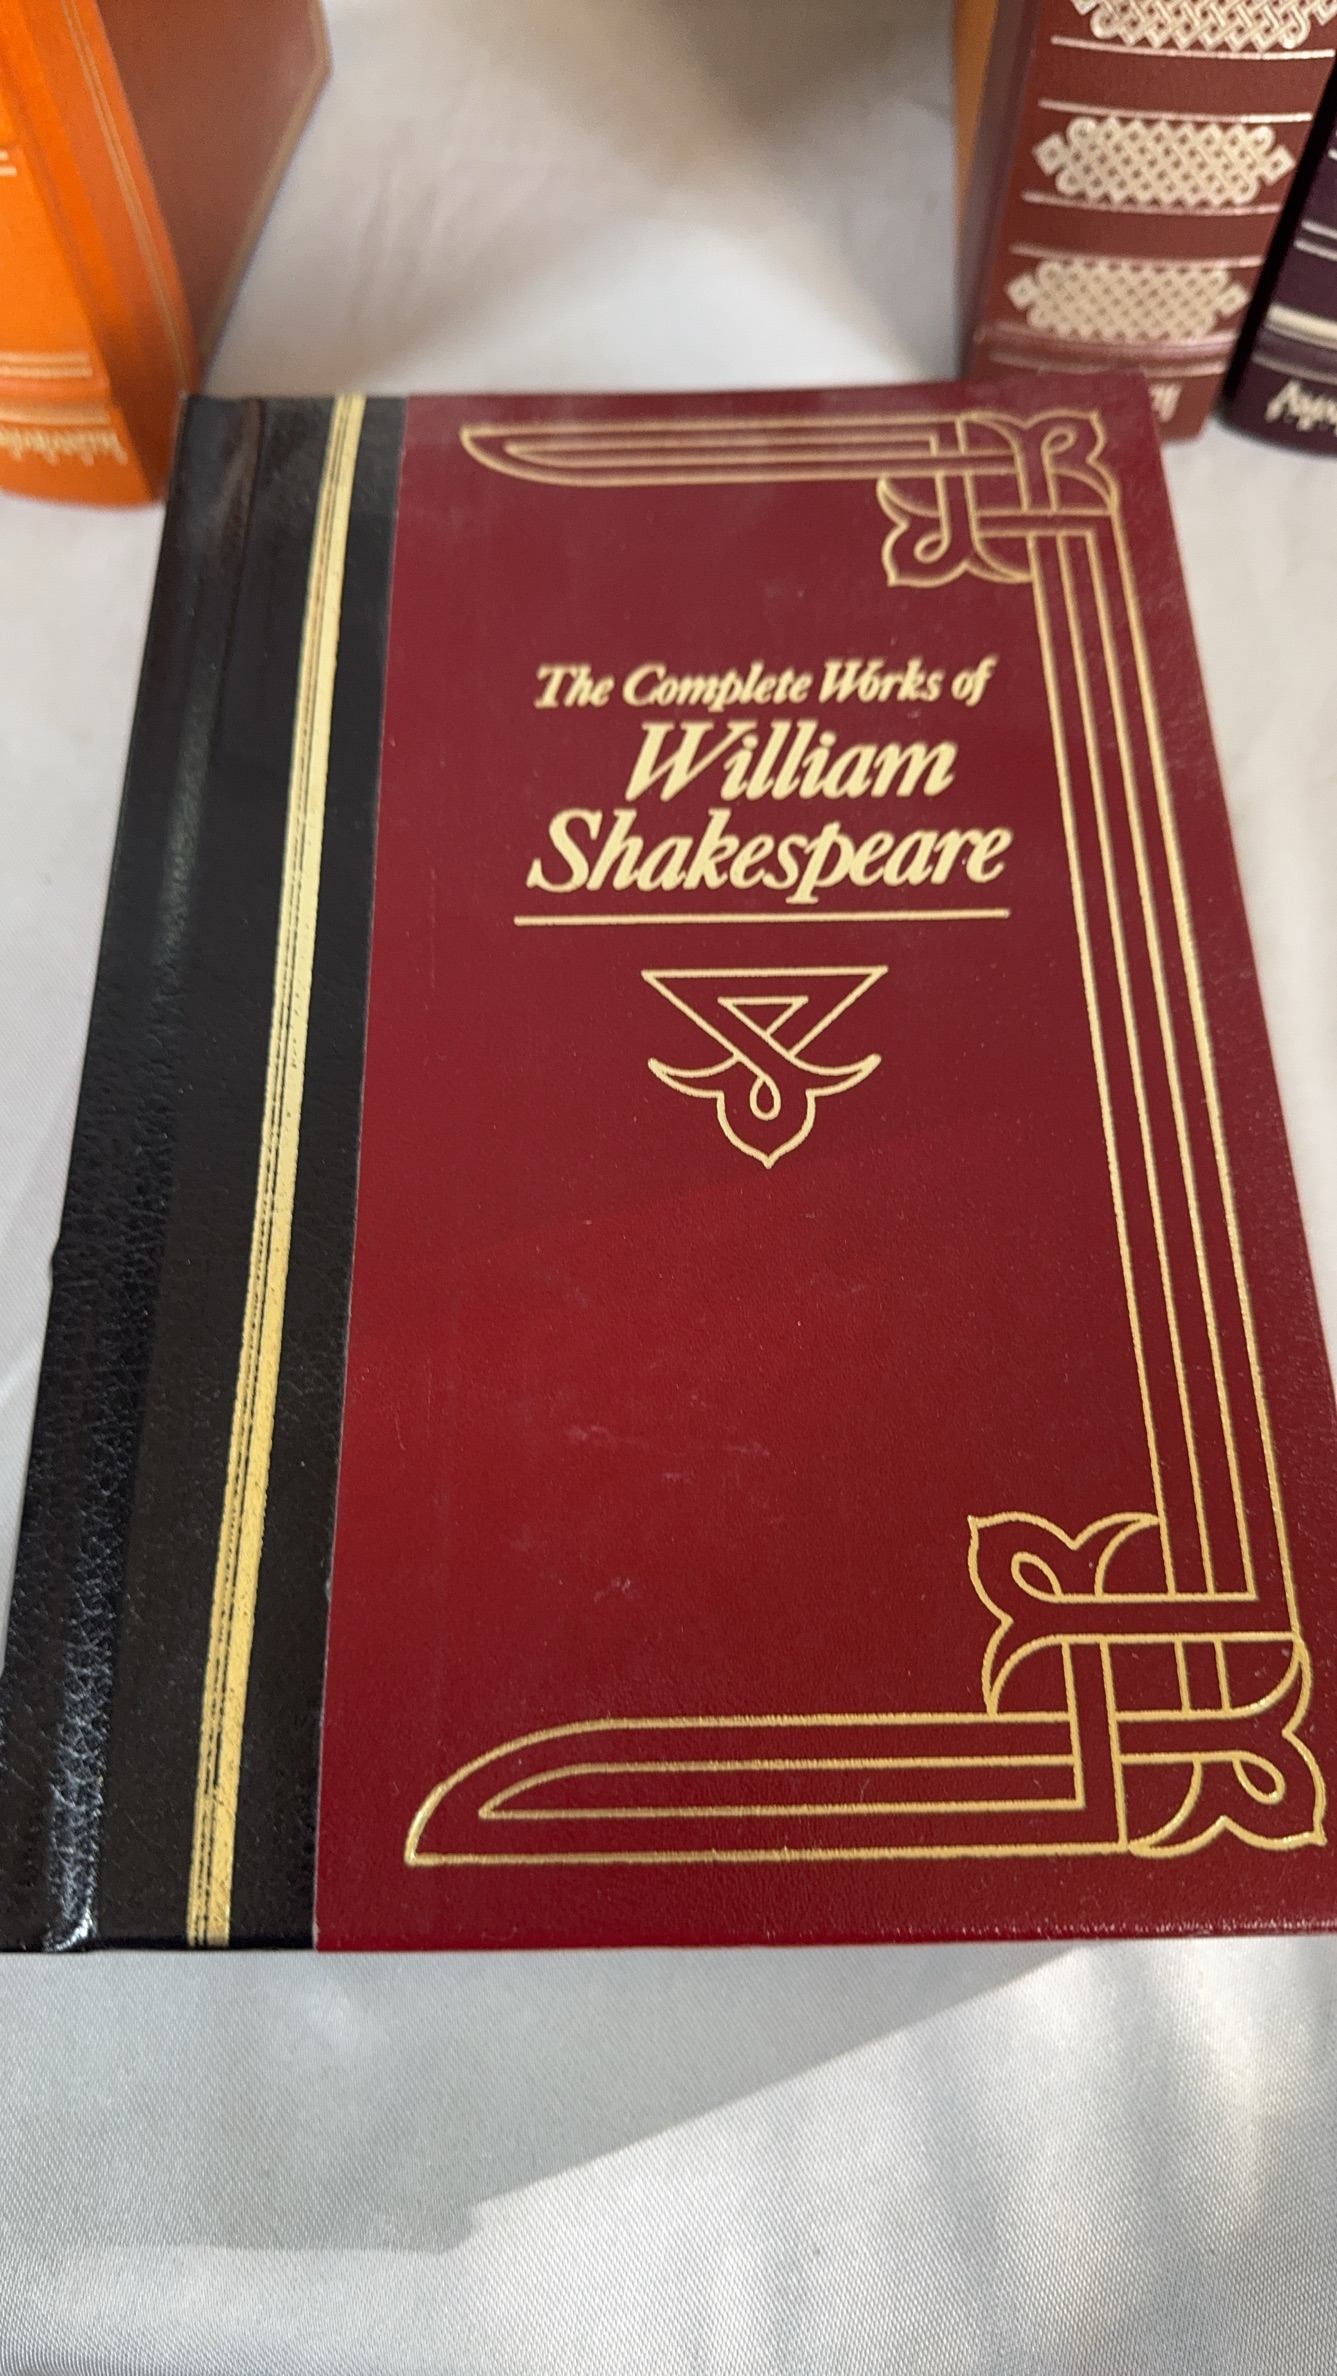 The Complete Works of
William
Shakespeare